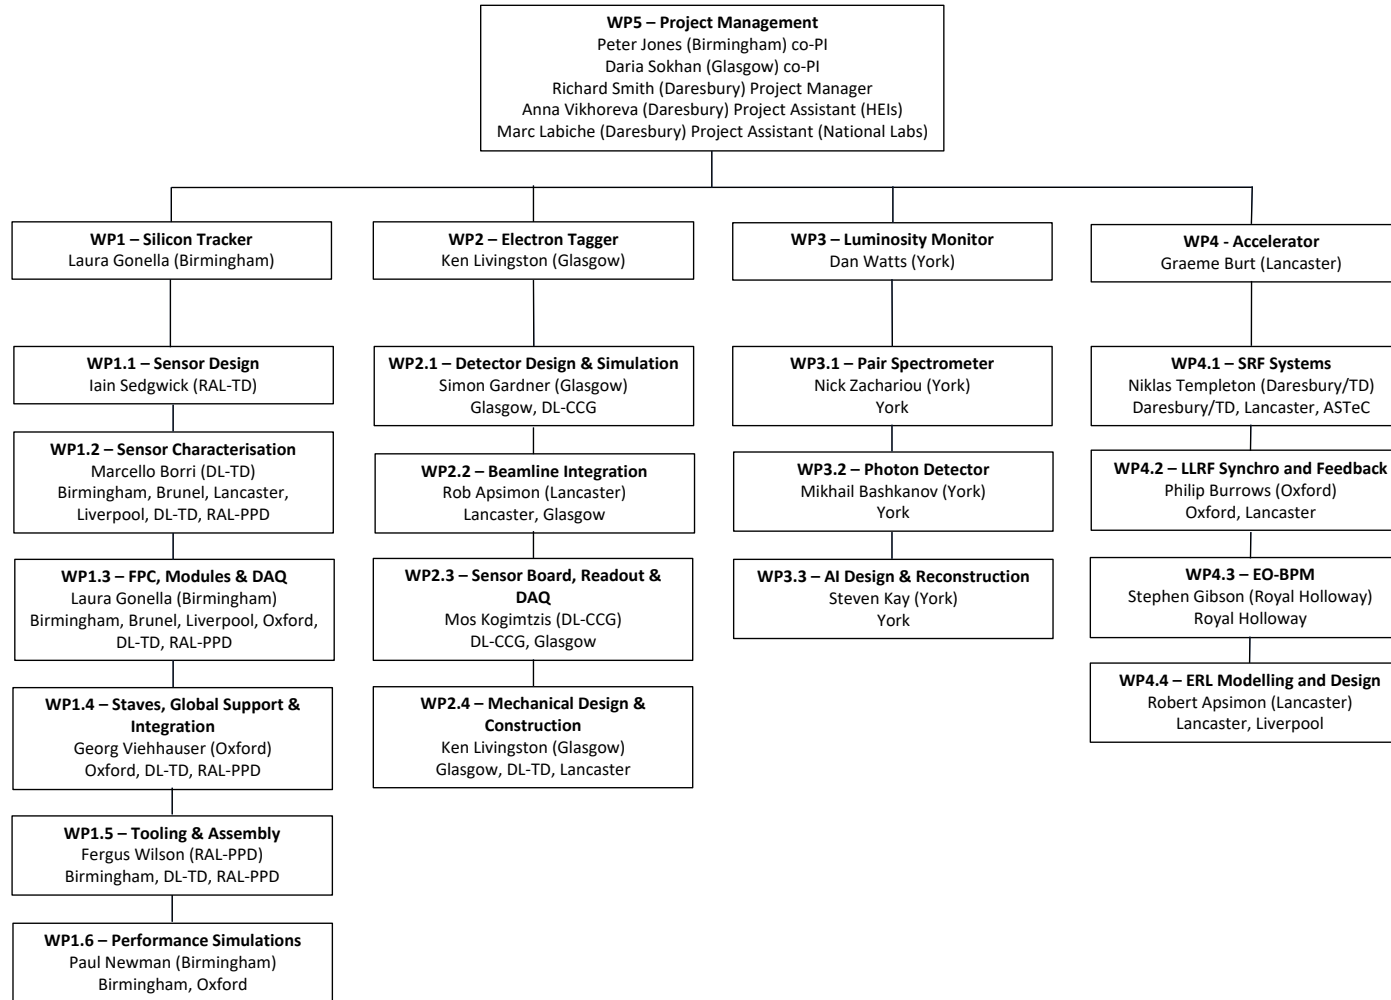 WP5 – Project Management
Peter Jones (Birmingham) co-PI
Daria Sokhan (Glasgow) co-PI
Richard Smith (Daresbury) Project Manager
Anna Vikhoreva (Daresbury) Project Assistant (HEIs)
Marc Labiche (Daresbury) Project Assistant (National Labs)
WP1 – Silicon Tracker
Laura Gonella (Birmingham)
WP1.1 – Sensor Design
Iain Sedgwick (RAL-TD)
WP1.2 – Sensor Characterisation
Marcello Borri (DL-TD)
Birmingham, Brunel, Lancaster,
Liverpool, DL-TD, RAL-PPD
WP1.3 – FPC, Modules & DAQ
Laura Gonella (Birmingham)
Birmingham, Brunel, Liverpool, Oxford,
DL-TD, RAL-PPD
WP1.4 – Staves, Global Support &
Integration
Georg Viehhauser (Oxford)
Oxford, DL-TD, RAL-PPD
WP1.5 – Tooling & Assembly
Fergus Wilson (RAL-PPD)
Birmingham, DL-TD, RAL-PPD
WP1.6 – Performance Simulations
Paul Newman (Birmingham)
Birmingham, Oxford
WP2 – Electron Tagger
Ken Livingston (Glasgow)
WP2.1 – Detector Design & Simulation
Simon Gardner (Glasgow)
Glasgow, DL-CCG
WP2.2 – Beamline Integration
Rob Apsimon (Lancaster)
Lancaster, Glasgow
WP2.3 – Sensor Board, Readout &
DAQ
Mos Kogimtzis (DL-CCG)
DL-CCG, Glasgow
WP2.4 – Mechanical Design &
Construction
Ken Livingston (Glasgow)
Glasgow, DL-TD, Lancaster
WP3 – Luminosity Monitor
Dan Watts (York)
WP3.1 – Pair Spectrometer
Nick Zachariou (York)
York
WP3.2 – Photon Detector
Mikhail Bashkanov (York)
York
WP3.3 – AI Design & Reconstruction
Steven Kay (York)
York
WP4 - Accelerator
Graeme Burt (Lancaster)
WP4.1 – SRF Systems
Niklas Templeton (Daresbury/TD)
Daresbury/TD, Lancaster, ASTeC
WP4.2 – LLRF Synchro and Feedback
Philip Burrows (Oxford)
Oxford, Lancaster
WP4.3 – EO-BPM
Stephen Gibson (Royal Holloway)
Royal Holloway
WP4.4 – ERL Modelling and Design
Robert Apsimon (Lancaster)
Lancaster, Liverpool